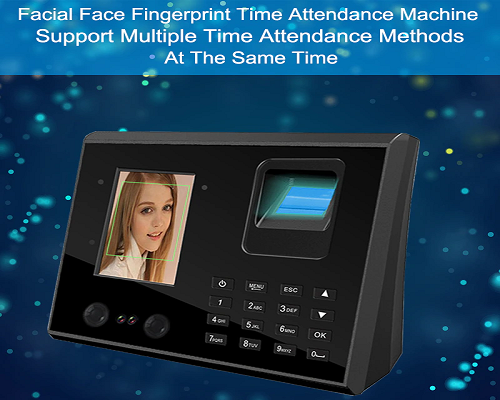 Facial Face Fingerprint Time Attendance Machine
Support Multiple Time Attendance Methods
At The Same Time
MENU ESC
1 2ABC 3DEF
4GHI 5JKL 6MNO OK
7PQRS 8TUV 9WXYZ 0